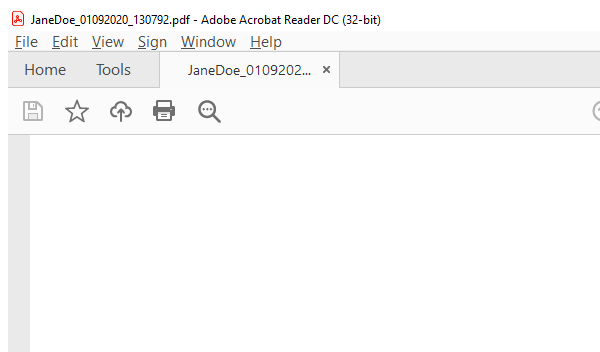 JaneDoe_01092020_130792.pdf - Adobe Acrobat Reader DC (32-bit)
File Edit View Sign Window Help
Home Tools JaneDoe_0109202... ×